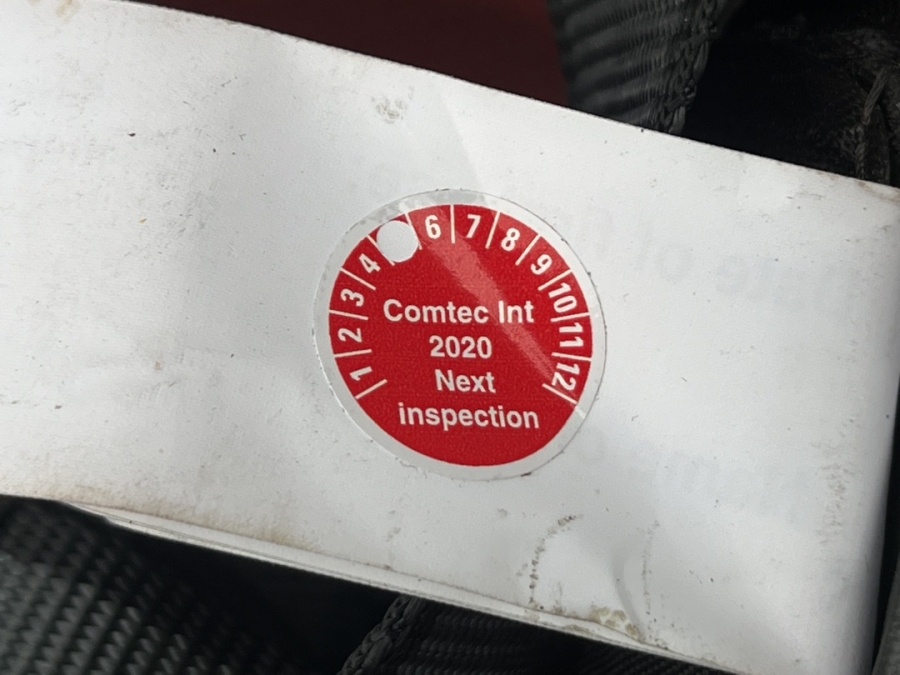 1 2 3 4 6 7 8 9 10 11 12
Comtec Int
2020
Next
inspection